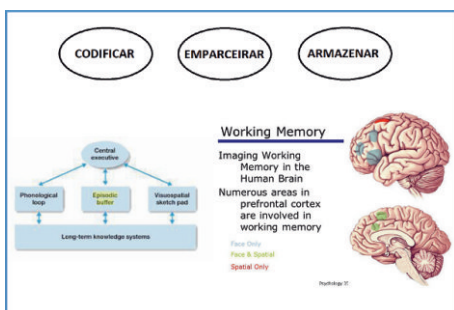 CODIFICAR
EMPARCEIRAR
ARMAZENAR
Central
executive
Phonological
loop
Episodic
buffer
Visuospatial
sketch pad
Long-term knowledge systems
Working Memory
Imaging Working
Memory in the
Human Brain
Numerous areas in
prefrontal cortex
are involved in
working memory
Face Only
Face & Spatial
Spatial Only